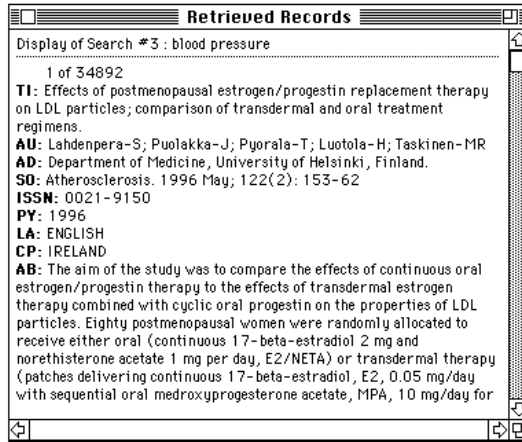 Retrieved Records
Display of Search #3 : blood pressure
1 of 34892
TI: Effects of postmenopausal estrogen/progestin replacement therapy
on LDL particles; comparison of transdermal and oral treatment
regimens.
AU: Lahdenpera-S; Puolakka-J; Pyorala-T; Luotola-H; Taskinen-MR
AD: Department of Medicine, University of Helsinki, Finland.
SO: Atherosclerosis. 1996 May; 122(2): 153-62
ISSN: 0021-9150
PY: 1996
LA: ENGLISH
CP: IRELAND
AB: The aim of the study was to compare the effects of continuous oral
estrogen/progestin therapy to the effects of transdermal estrogen
therapy combined with cyclic oral progestin on the properties of LDL
particles. Eighty postmenopausal women were randomly allocated to
receive either oral (continuous 17-beta-estradiol 2 mg and
norethisterone acetate 1 mg per day, E2/NETA) or transdermal therapy
(patches delivering continuous 17-beta-estradiol, E2, 0.05 mg/day
with sequential oral medroxyprogesterone acetate, MPA, 10 mg/day for